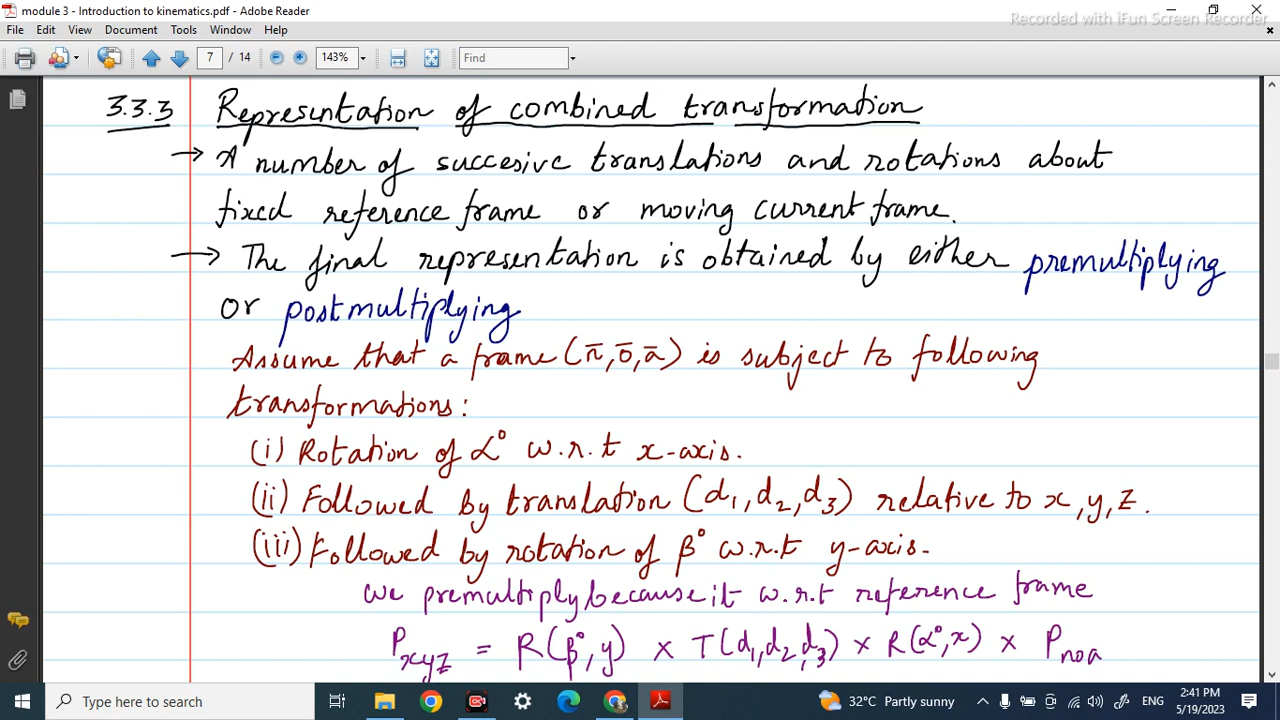 module 3 - Introduction to kinematics.pdf - Adobe Reader
Recorded with iFun Screen Recorder
File Edit View Document Tools Window Help
7 / 14 143% Find
3.3.3 Representation of combined transformation
→ A number of succesive translations and rotations about
fixed reference frame or moving current frame.
→ The final representation is obtained by either premultiplying
or postmultiplying
Assume that a frame (n̄, ō, ā) is subject to following
transformations:
(i) Rotation of α° w.r.t x-axis.
(ii) Followed by translation (d₁, d₂, d₃) relative to x, y, z.
(iii) Followed by rotation of β° w.r.t y-axis.
we premultiply because it w.r.t reference frame
P_xyz = R(β°, y) × T(d₁, d₂, d₃) × R(α°, x) × P_noa
Type here to search
32°C Partly sunny
2:41 PM
5/19/2023